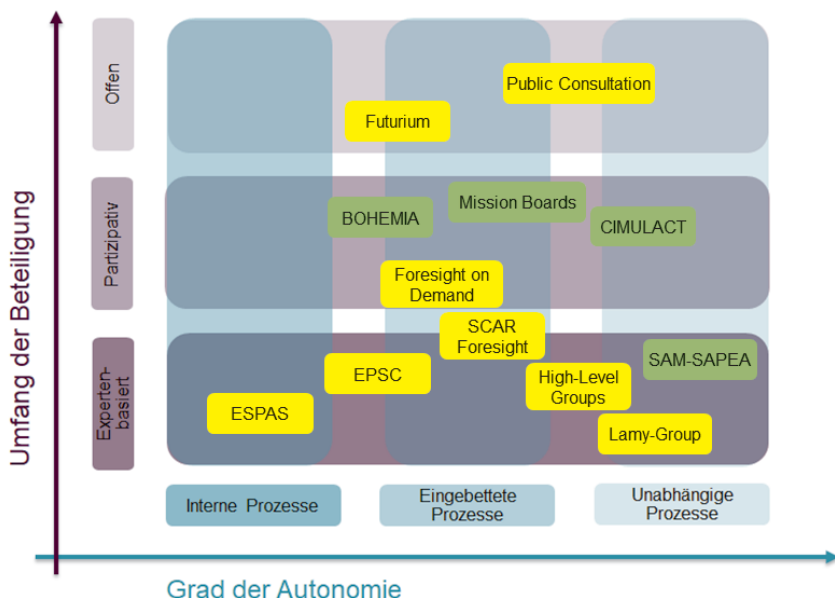 Umfang der Beteiligung
Offen
Public Consultation
Futurium
Partizipativ
BOHEMIA
Mission Boards
CIMULACT
Foresight on
Demand
Experten-
basiert
SCAR
Foresight
EPSC
SAM-SAPEA
High-Level
Groups
ESPAS
Lamy-Group
Interne Prozesse
Eingebettete
Prozesse
Unabhängige
Prozesse
Grad der Autonomie